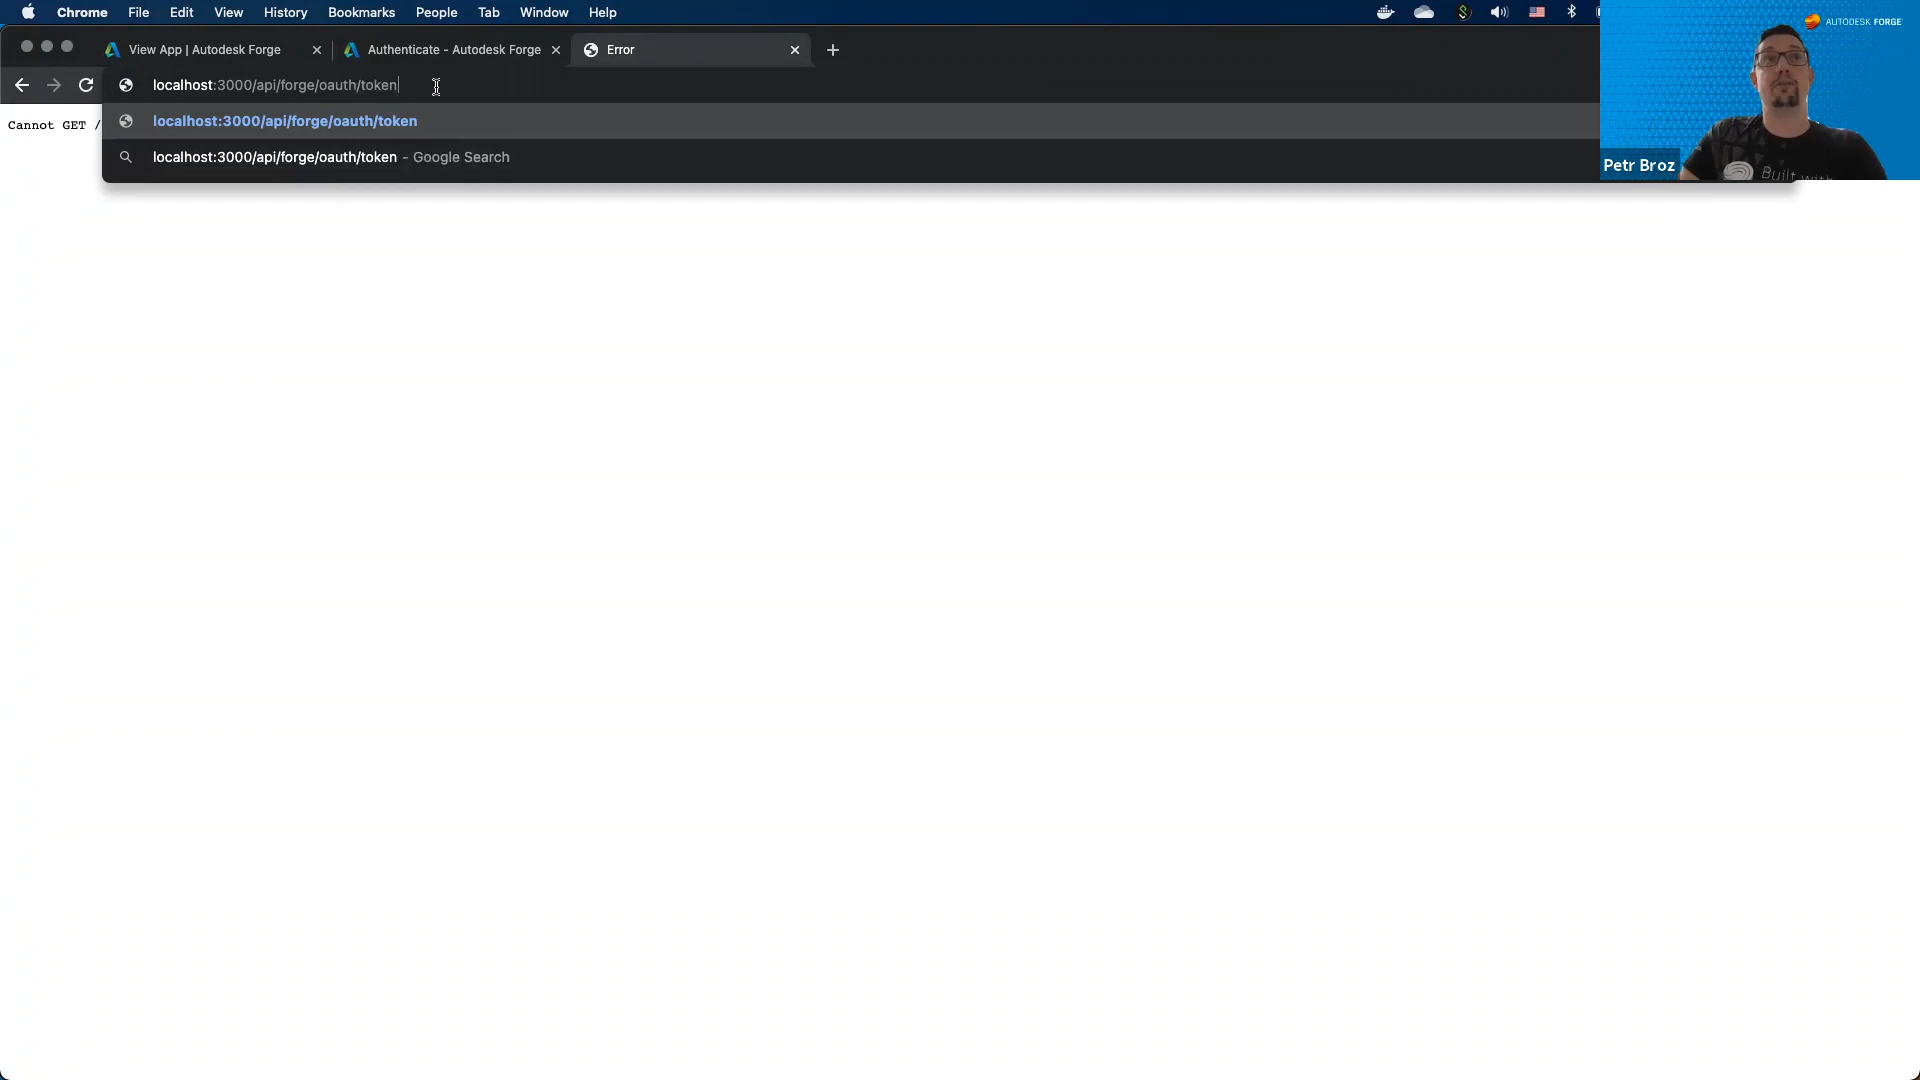 Chrome File Edit View History Bookmarks People Tab Window Help
AUTODESK FORGE
View App | Autodesk Forge
Authenticate - Autodesk Forge
Error
localhost:3000/api/forge/oauth/token
localhost:3000/api/forge/oauth/token
Cannot GET /
localhost:3000/api/forge/oauth/token - Google Search
Petr Broz
Built with